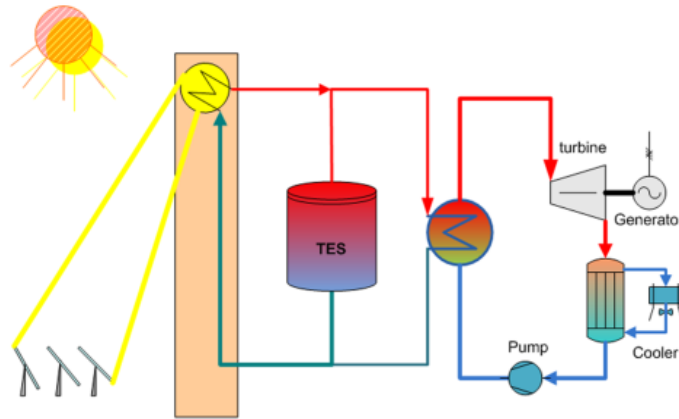 turbine
Generato
TES
Pump
Cooler